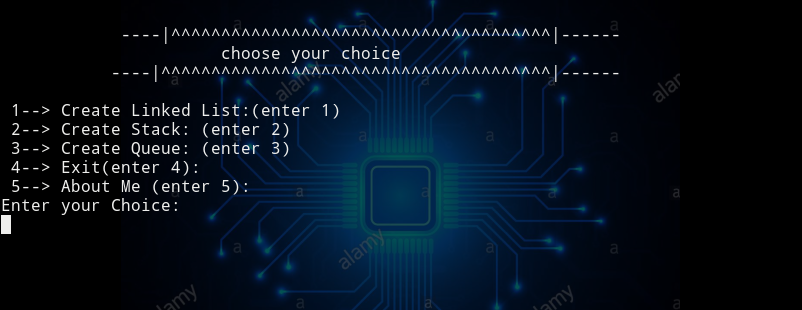 ----|^^^^^^^^^^^^^^^^^^^^^^^^^^^^^^^^^^^^^^|------
choose your choice
----|^^^^^^^^^^^^^^^^^^^^^^^^^^^^^^^^^^^^^^^|------
1--> Create Linked List:(enter 1)
2--> Create Stack: (enter 2)
3--> Create Queue: (enter 3)
4--> Exit(enter 4):
5--> About Me (enter 5):
Enter your Choice:
alamy
alamy
alamy
alamy